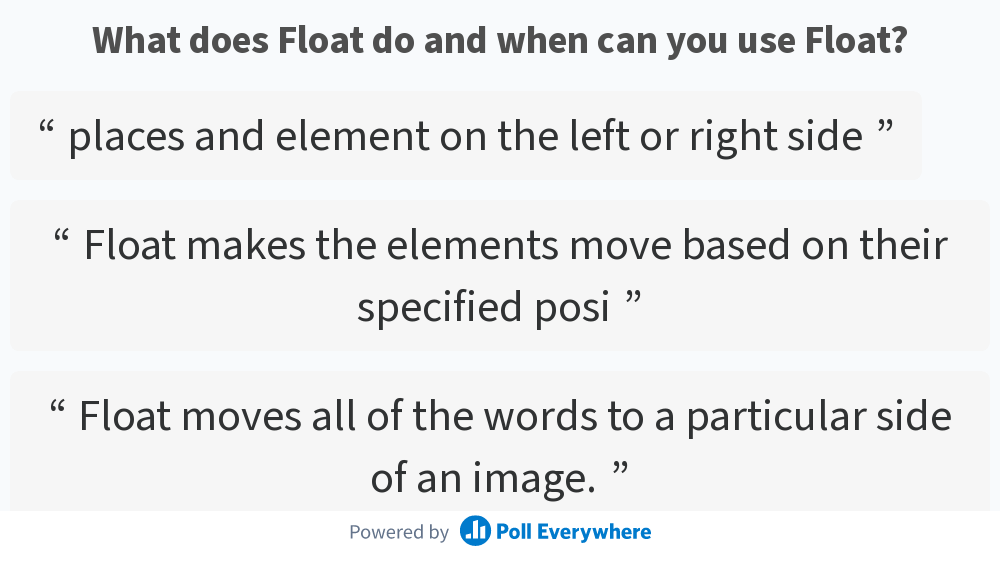 What does Float do and when can you use Float?
“ places and element on the left or right side ”
“ Float makes the elements move based on their
specified posi ”
“ Float moves all of the words to a particular side
of an image. ”
Powered by Poll Everywhere